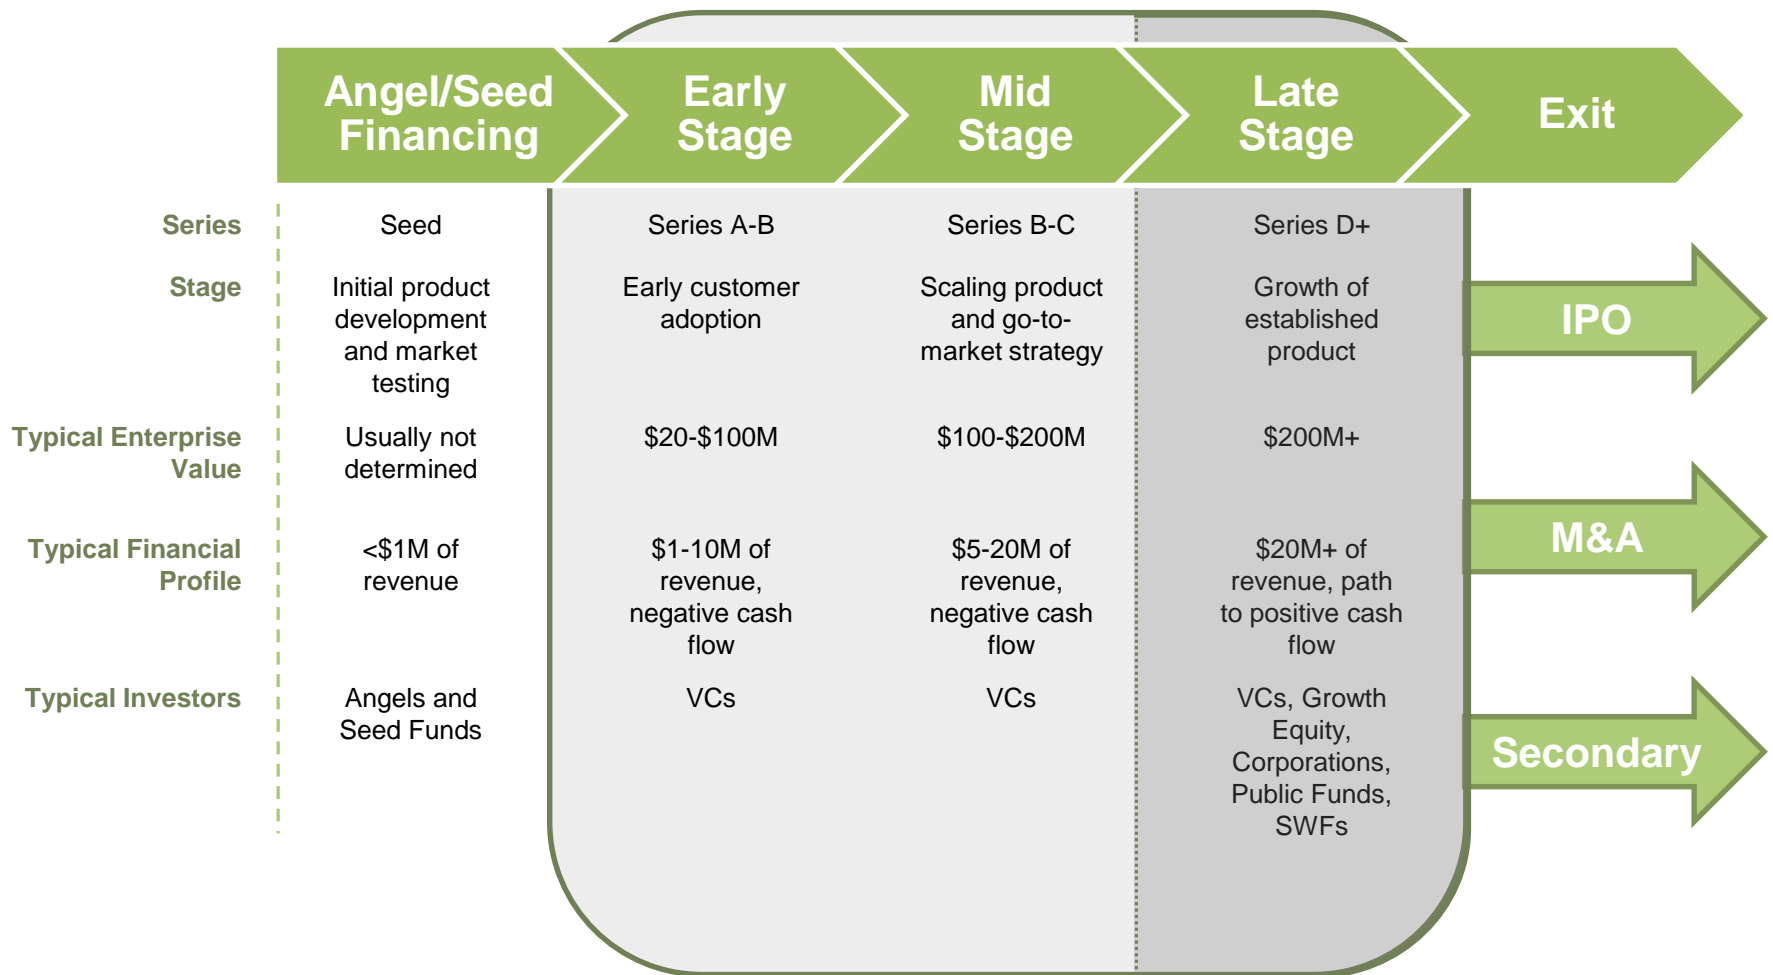 Angel/Seed
Financing
Early
Stage
Mid
Stage
Late
Stage
Exit
Series
Seed
Series A-B
Series B-C
Series D+
Stage
Initial product
development
and market
testing
Early customer
adoption
Scaling product
and go-to-
market strategy
Growth of
established
product
IPO
Typical Enterprise
Value
Usually not
determined
$20-$100M
$100-$200M
$200M+
M&A
Typical Financial
Profile
<$1M of
revenue
$1-10M of
revenue,
negative cash
flow
$5-20M of
revenue,
negative cash
flow
$20M+ of
revenue, path
to positive cash
flow
Typical Investors
Angels and
Seed Funds
VCs
VCs
VCs, Growth
Equity,
Corporations,
Public Funds,
SWFs
Secondary